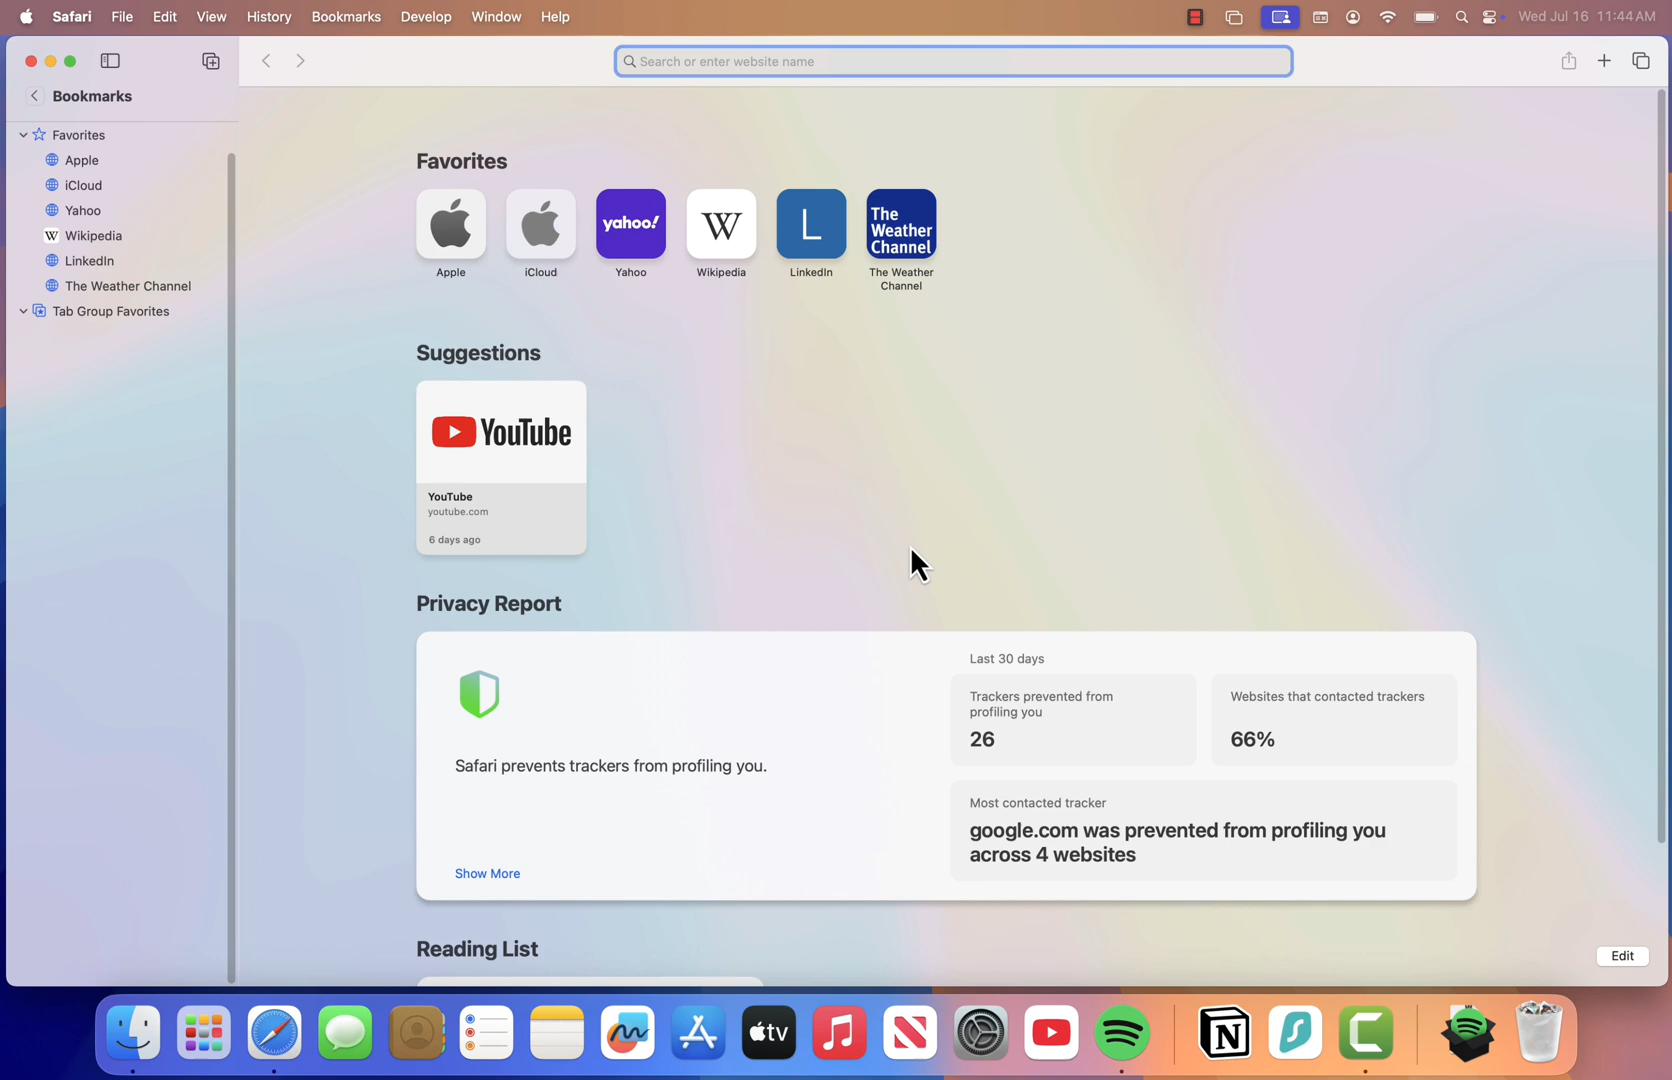 Safari File Edit View History Bookmarks Develop Window Help
Wed Jul 16 11:44 AM
Search or enter website name
Bookmarks
Favorites
Apple
iCloud
Yahoo
W Wikipedia
LinkedIn
The Weather Channel
Tab Group Favorites
Favorites
yahoo!
W
L
The
Weather
Channel
Apple
iCloud
Yahoo
Wikipedia
LinkedIn
The Weather
Channel
Suggestions
YouTube
YouTube
youtube.com
6 days ago
Privacy Report
Safari prevents trackers from profiling you.
Show More
Last 30 days
Trackers prevented from
profiling you
26
Websites that contacted trackers
66%
Most contacted tracker
google.com was prevented from profiling you
across 4 websites
Reading List
Edit
tv
N
C